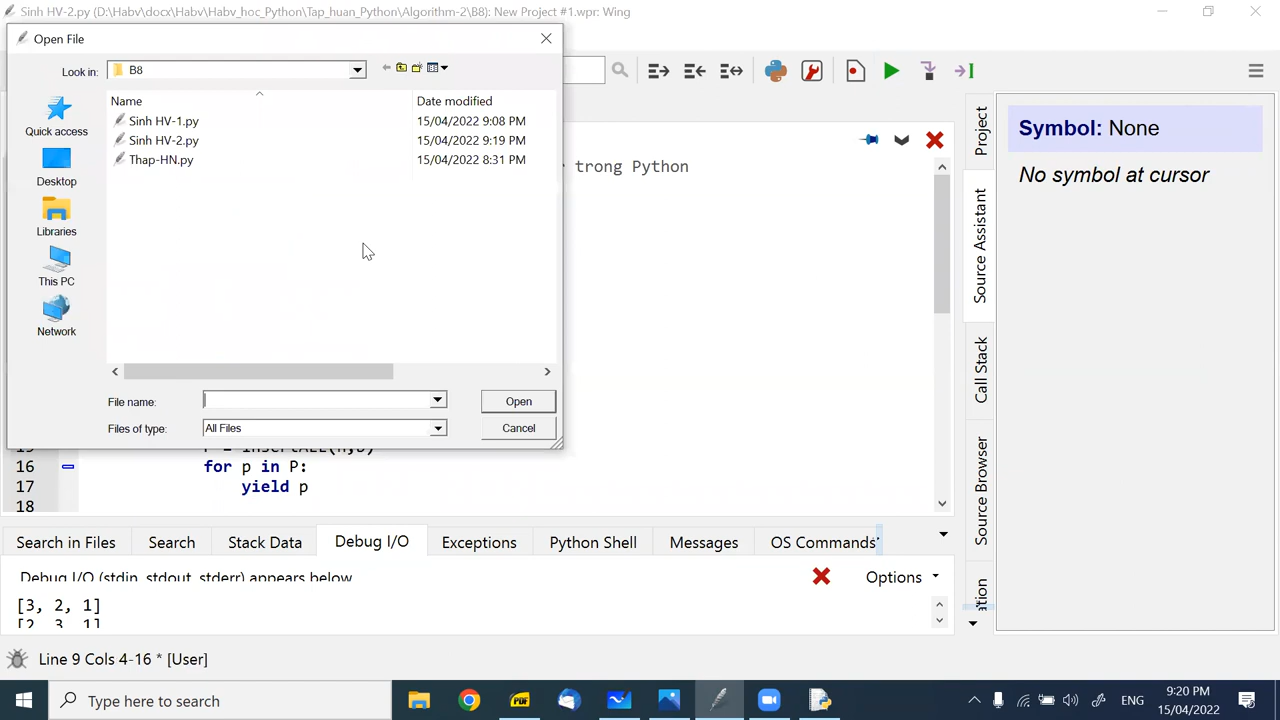 Sinh HV-2.py (D:\Habv\docx\Habv\Habv_hoc_Python\Tap_huan_Python\Algorithm-2\B8): New Project #1.wpr: Wing
Open File
Look in:
B8
Name
Date modified
Sinh HV-1.py
15/04/2022 9:08 PM
Sinh HV-2.py
15/04/2022 9:19 PM
Thap-HN.py
15/04/2022 8:31 PM
Quick access
Desktop
Libraries
This PC
Network
File name:
Open
Files of type:
All Files
Cancel
trong Python
16
for p in P:
17
yield p
18
Project
Source Assistant
Call Stack
Source Browser
Symbol: None
No symbol at cursor
Search in Files
Search
Stack Data
Debug I/O
Exceptions
Python Shell
Messages
OS Commands
Debug I/O (stdin, stdout, stderr) appears below
Options
[3, 2, 1]
[2, 3, 1]
Line 9 Cols 4-16 * [User]
Type here to search
PDF
ENG
9:20 PM
15/04/2022